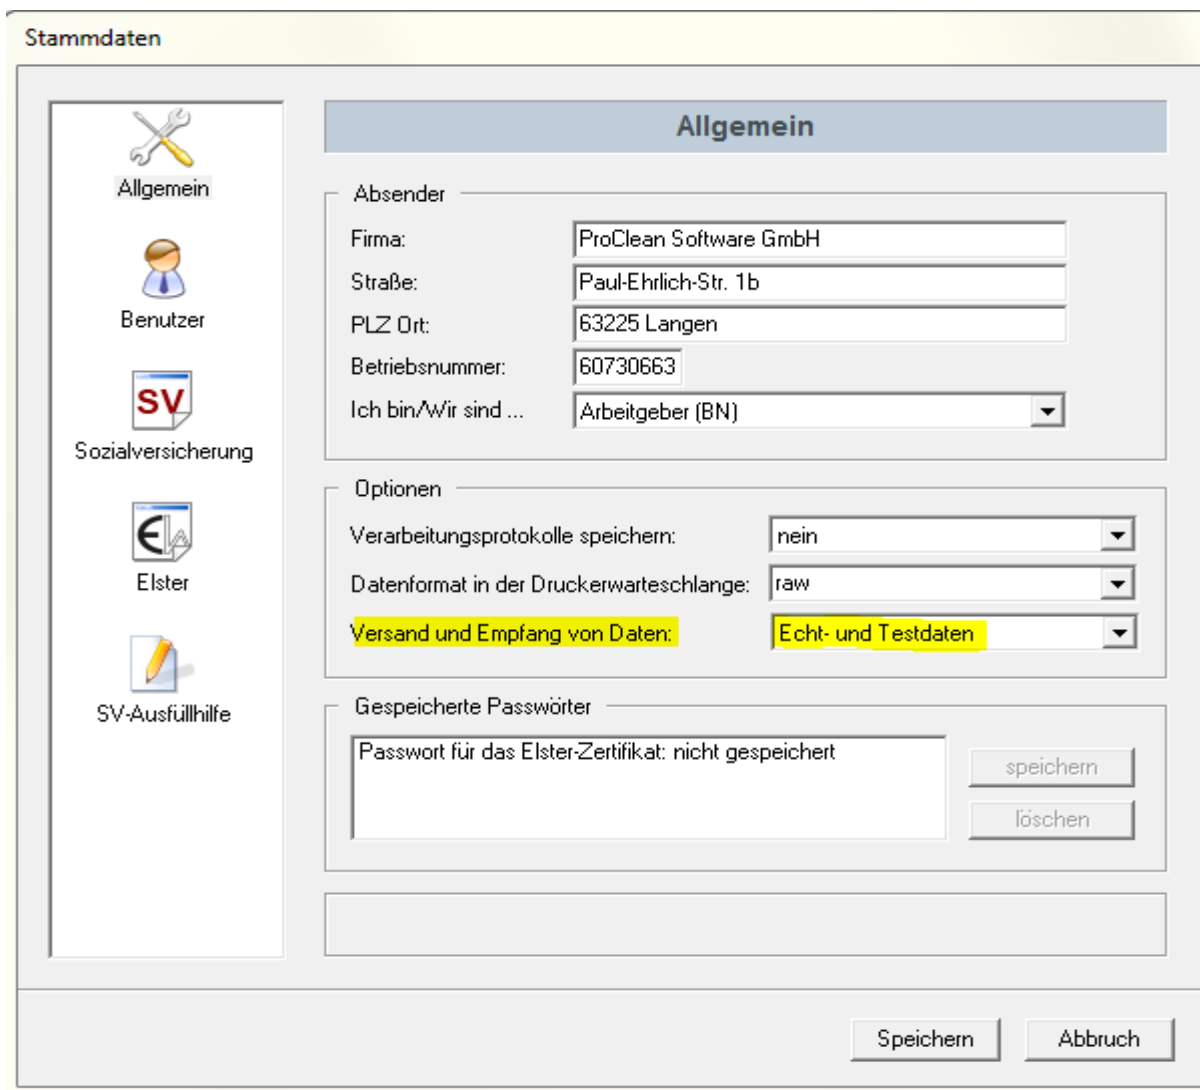 Stammdaten
Allgemein
Benutzer
SV
Sozialversicherung
Elster
SV-Ausfüllhilfe
Allgemein
Absender
Firma: ProClean Software GmbH
Straße: Paul-Ehrlich-Str. 1b
PLZ Ort: 63225 Langen
Betriebsnummer: 60730663
Ich bin/Wir sind ... Arbeitgeber (BN)
Optionen
Verarbeitungsprotokolle speichern: nein
Datenformat in der Druckerwarteschlange: raw
Versand und Empfang von Daten: Echt- und Testdaten
Gespeicherte Passwörter
Passwort für das Elster-Zertifikat: nicht gespeichert
speichern
löschen
Speichern Abbruch